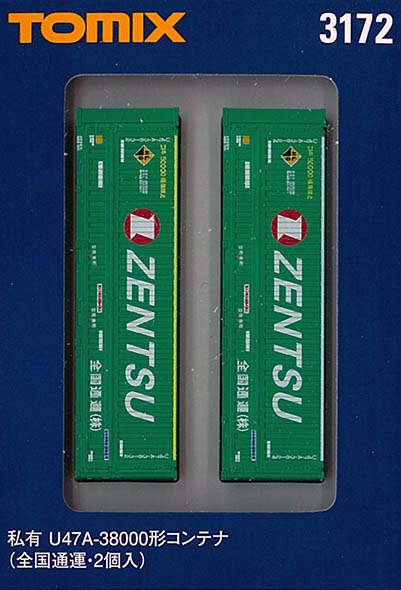 TOMIX
3172
ZENTSU
全国通運(株)
ZENTSU
全国通運(株)
私有 U47A-38000形コンテナ
(全国通運・2個入)